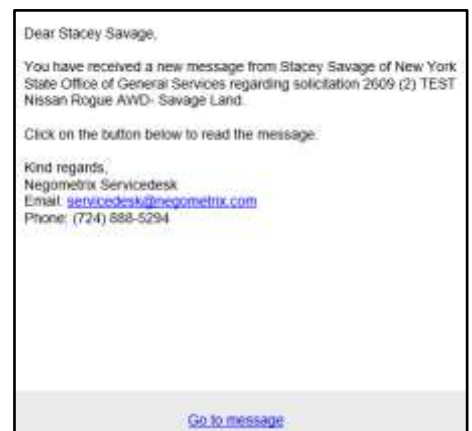 Dear Stacey Savage,
You have received a new message from Stacey Savage of New York
State Office of General Services regarding solicitation 2609 (2) TEST
Nissan Rogue AWD- Savage Land.
Click on the button below to read the message.
Kind regards,
Negometrix Servicedesk
Email: servicedesk@negometrix.com
Phone: (724) 888-5294
Go to message